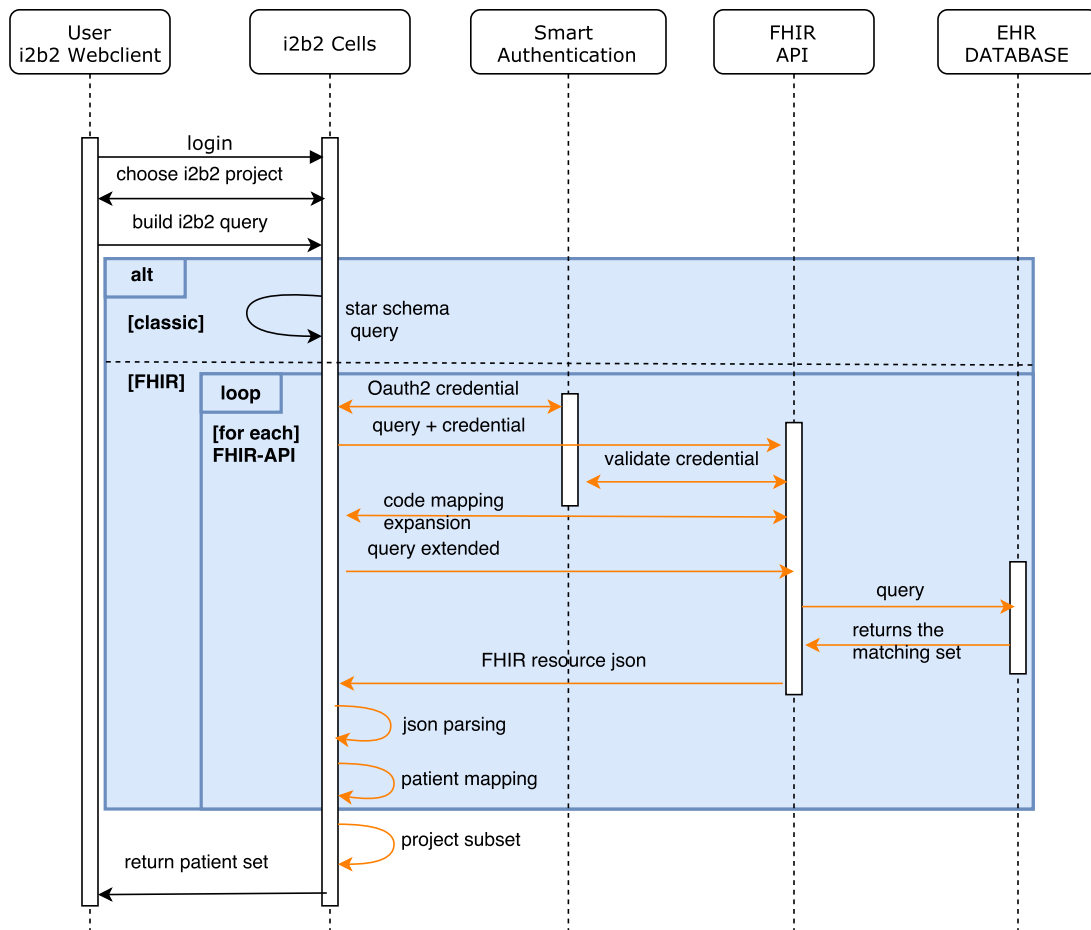 User
i2b2 Webclient
i2b2 Cells
Smart
Authentication
FHIR
API
EHR
DATABASE
login
choose i2b2 project
build i2b2 query
alt
[classic]
star schema
query
[FHIR]
loop
[for each]
FHIR-API
Oauth2 credential
query + credential
validate credential
code mapping
expansion
query extended
query
returns the
matching set
FHIR resource json
json parsing
patient mapping
project subset
return patient set